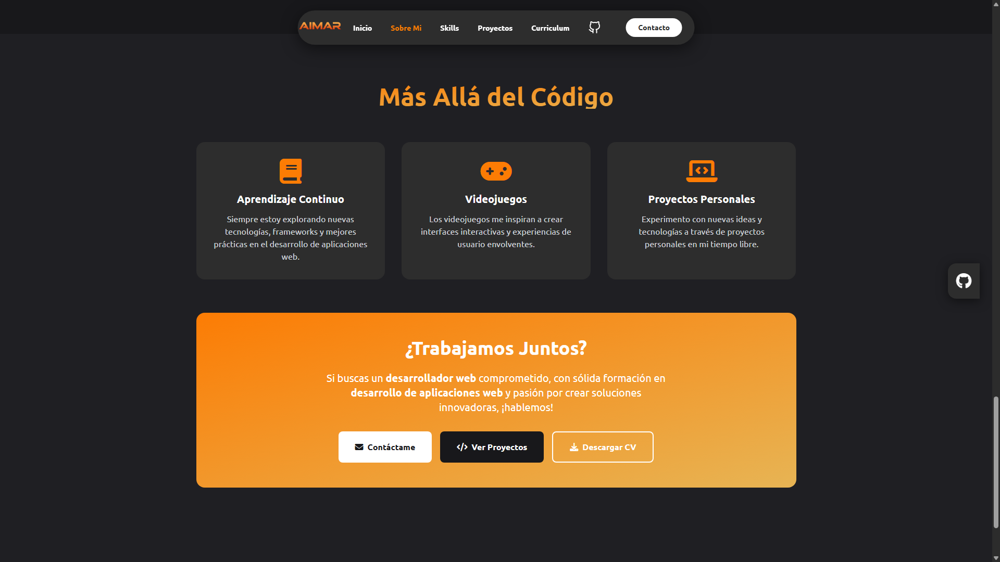 AIMAR Inicio Sobre Mi Skills Proyectos Curriculum Contacto
Más Allá del Código
Aprendizaje Continuo
Siempre estoy explorando nuevas
tecnologías, frameworks y mejores
prácticas en el desarrollo de aplicaciones
web.
Videojuegos
Los videojuegos me inspiran a crear
interfaces interactivas y experiencias de
usuario envolventes.
Proyectos Personales
Experimento con nuevas ideas y
tecnologías a través de proyectos
personales en mi tiempo libre.
¿Trabajamos Juntos?
Si buscas un desarrollador web comprometido, con sólida formación en
desarrollo de aplicaciones web y pasión por crear soluciones
innovadoras, ¡hablemos!
Contáctame Ver Proyectos Descargar CV